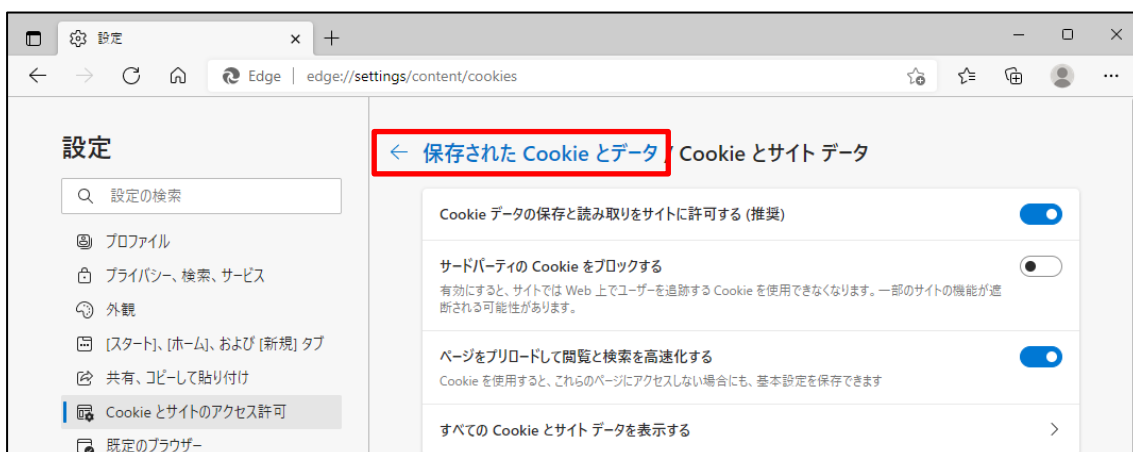 設定
Edge | edge://settings/content/cookies
設定
保存された Cookie とデータ / Cookie とサイト データ
設定の検索
プロファイル
プライバシー、検索、サービス
外観
[スタート]、[ホーム]、および [新規] タブ
共有、コピーして貼り付け
Cookie とサイトのアクセス許可
既定のブラウザー
Cookie データの保存と読み取りをサイトに許可する (推奨)
サードパーティの Cookie をブロックする
有効にすると、サイトでは Web 上でユーザーを追跡する Cookie を使用できなくなります。一部のサイトの機能が遮
断される可能性があります。
ページをプリロードして閲覧と検索を高速化する
Cookie を使用すると、これらのページにアクセスしない場合にも、基本設定を保存できます
すべての Cookie とサイト データを表示する